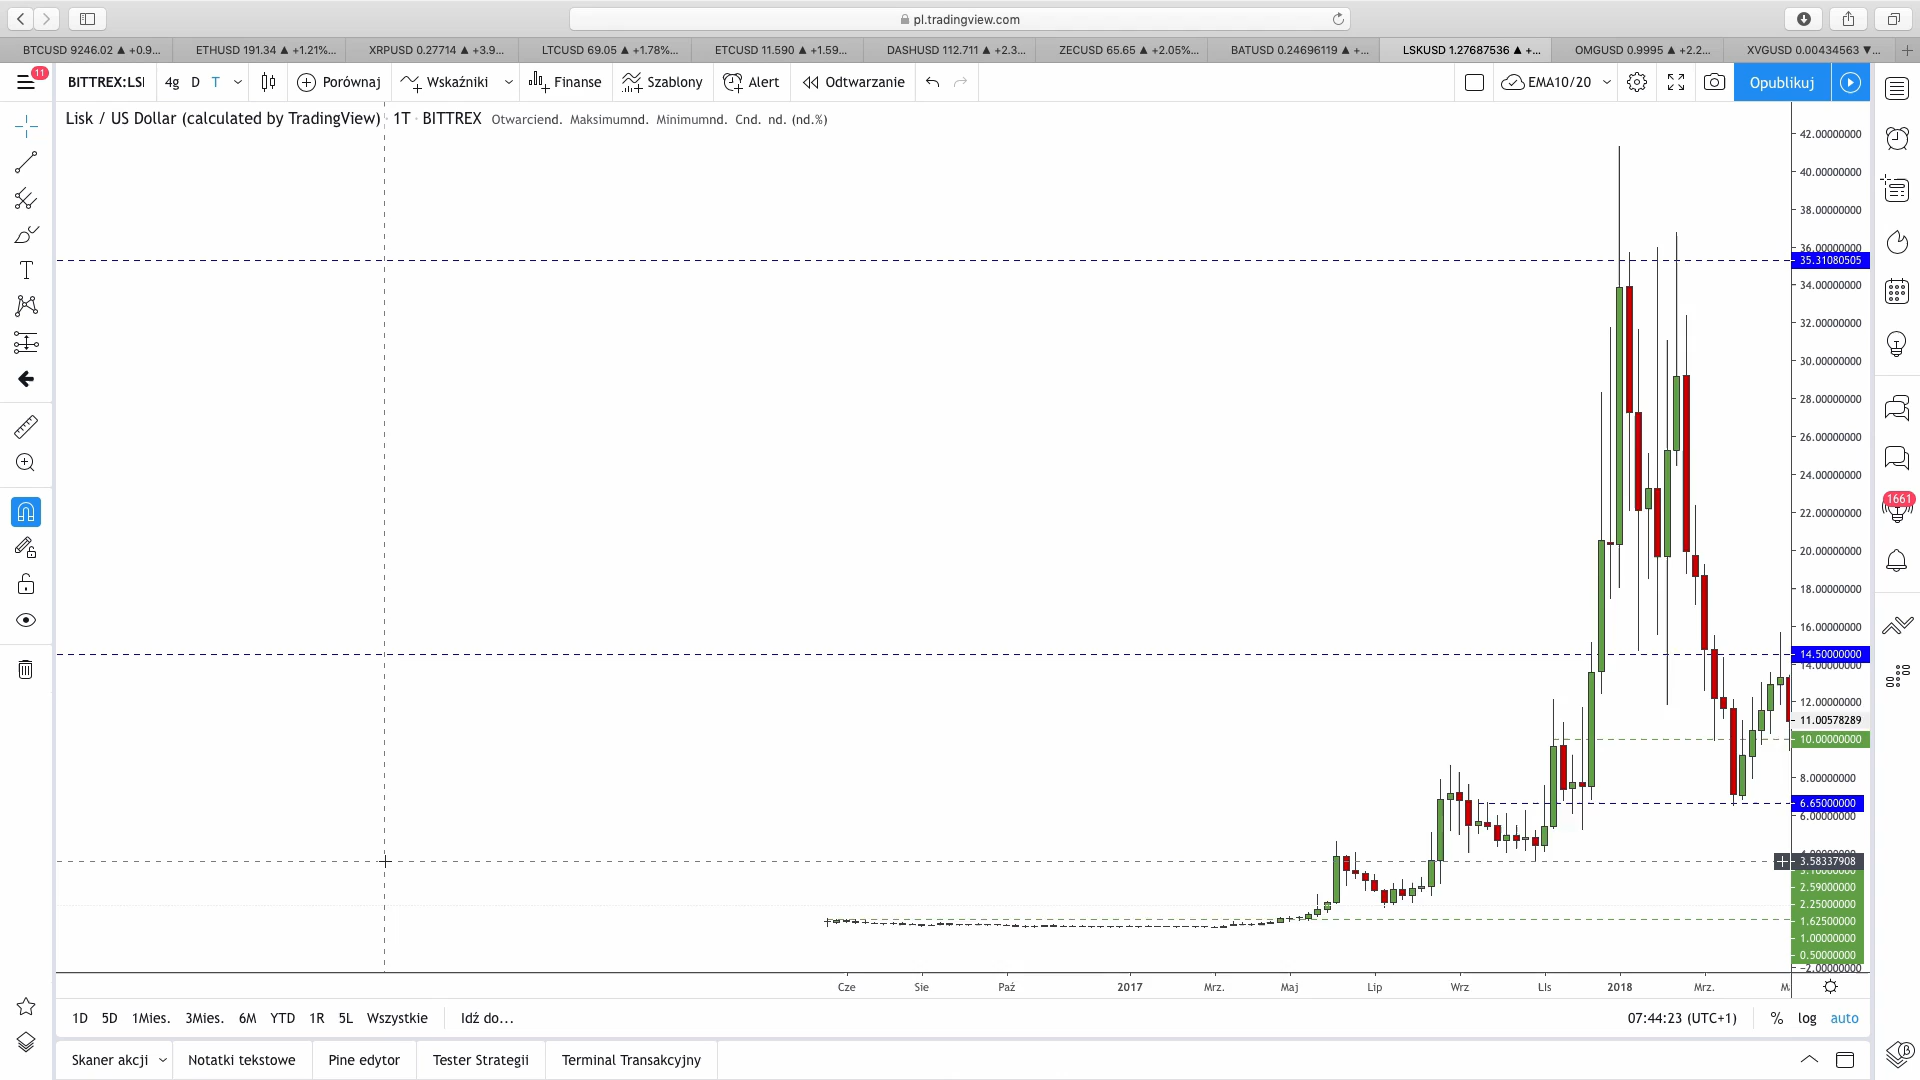 pl.tradingview.com
BTCUSD 9246.02 ▲ +0.9...
ETHUSD 191.34 ▲ +1.21%...
XRPUSD 0.27714 ▲ +3.9...
LTCUSD 69.05 ▲ +1.78%...
ETCUSD 11.590 ▲ +1.59...
DASHUSD 112.711 ▲ +2.3...
ZECUSD 65.65 ▲ +2.05%...
BATUSD 0.24696119 ▲ +...
LSKUSD 1.27687536 ▲ +...
OMGUSD 0.9995 ▲ +2.2...
XVGUSD 0.00434563 ▼...
11
BITTREX:LSI
4g D T
Porównaj
Wskaźniki
Finanse
Szablony
Alert
Odtwarzanie
EMA10/20
Opublikuj
Lisk / US Dollar (calculated by TradingView) · 1T · BITTREX Otwarciend. Maksimumnd. Minimumnd. Cnd. nd. (nd.%)
42.00000000
40.00000000
38.00000000
36.00000000
35.31080505
34.00000000
32.00000000
30.00000000
28.00000000
26.00000000
24.00000000
22.00000000
20.00000000
18.00000000
16.00000000
14.50000000
14.00000000
12.00000000
11.00578289
10.00000000
8.00000000
6.65000000
6.00000000
3.58337908
2.59000000
2.25000000
1.62500000
1.00000000
0.50000000
−2.00000000
1661
Cze Sie Paź 2017 Mrz. Maj Lip Wrz LIs 2018 Mrz.
1D 5D 1Mies. 3Mies. 6M YTD 1R 5L Wszystkie Idź do...
07:44:23 (UTC+1) % log auto
Skaner akcji Notatki tekstowe Pine edytor Tester Strategii Terminal Transakcyjny